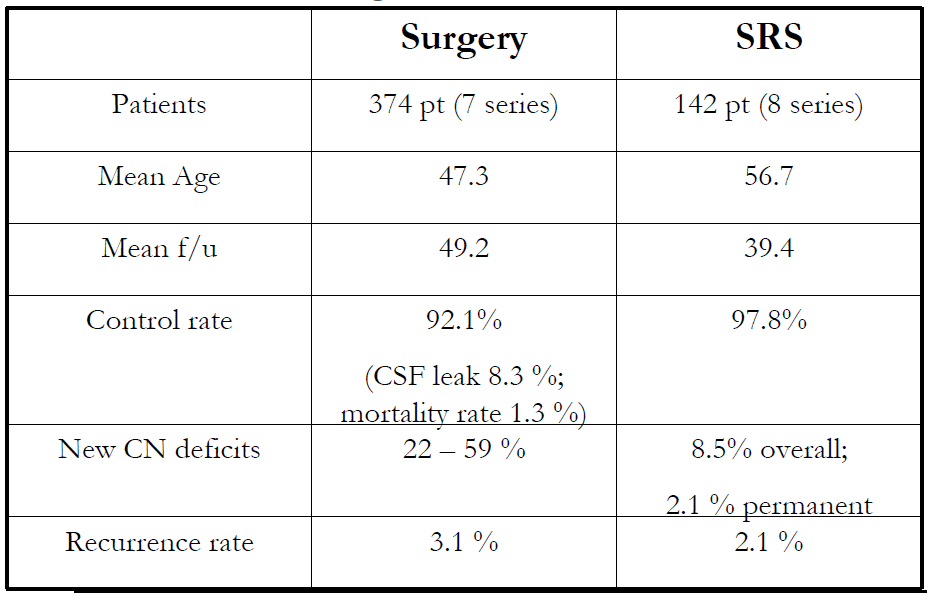 Surgery SRS
Patients 374 pt (7 series) 142 pt (8 series)
Mean Age 47.3 56.7
Mean f/u 49.2 39.4
Control rate 92.1% 97.8%
(CSF leak 8.3 %;
mortality rate 1.3 %)
New CN deficits 22 – 59 % 8.5% overall;
2.1 % permanent
Recurrence rate 3.1 % 2.1 %